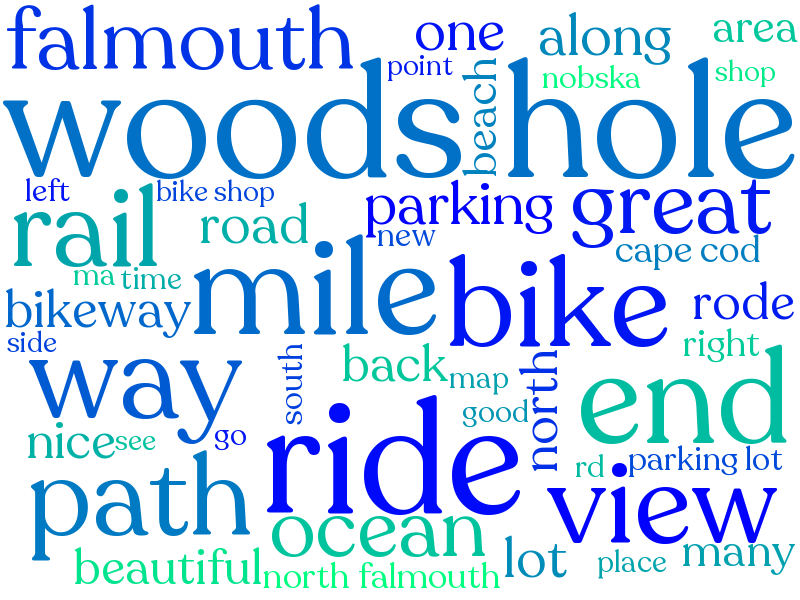 falmouth
one
along
area
point
beach
nobska
shop
woods hole
left
bike shop
rail
road
parking
great
new
cape cod
ma
time
mile
bikeway
bike
rode
side
way
south
back
map
north
right
end
nice
see
go
good
ride
rd
parking lot
path
ocean
view
beautiful
north falmouth
lot
place
many